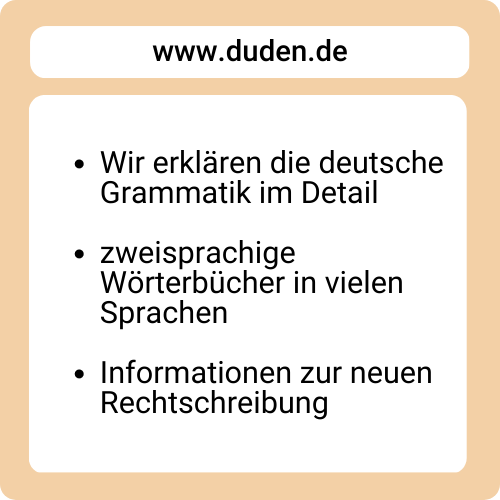 www.duden.de
• Wir erklären die deutsche
Grammatik im Detail
• zweisprachige
Wörterbücher in vielen
Sprachen
• Informationen zur neuen
Rechtschreibung